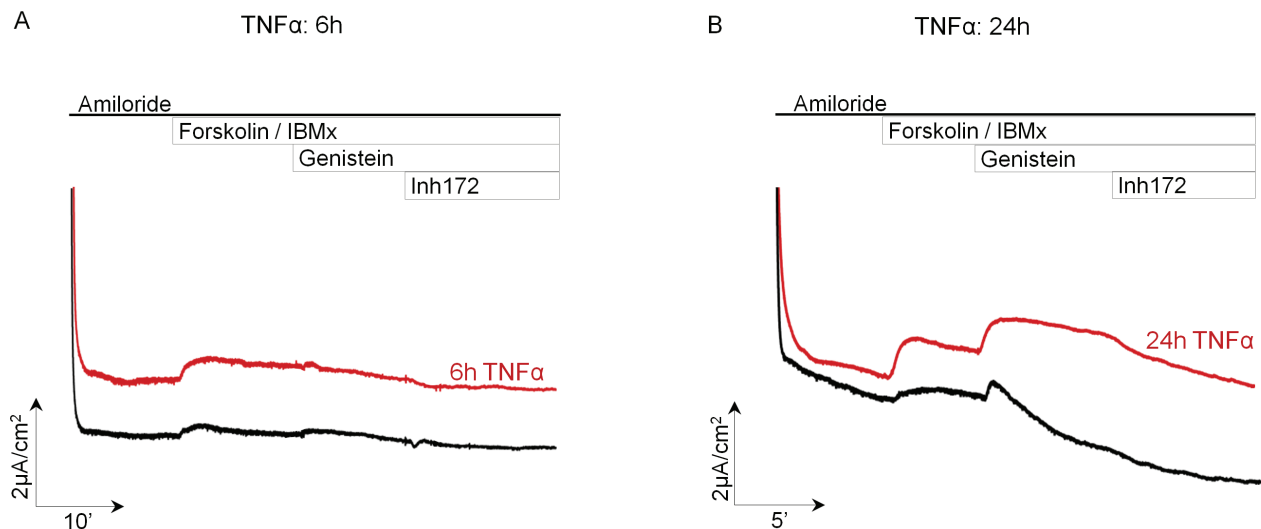 A
TNFα: 6h
Amiloride
Forskolin / IBMx
Genistein
Inh172
6h TNFα
2µA/cm²
10’
B
TNFα: 24h
Amiloride
Forskolin / IBMx
Genistein
Inh172
24h TNFα
2µA/cm²
5’